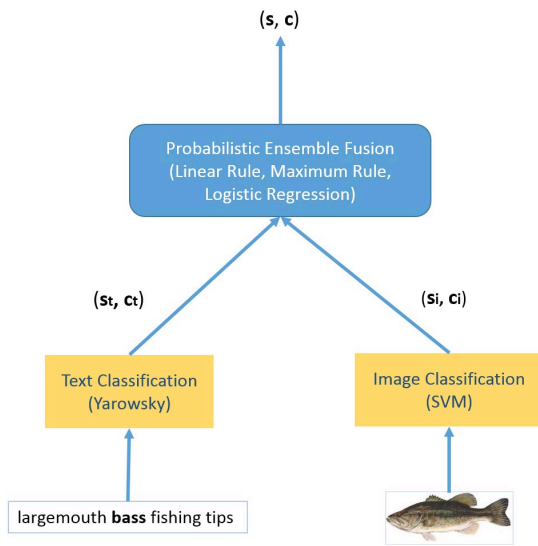 (s, c)
Probabilistic Ensemble Fusion
(Linear Rule, Maximum Rule,
Logistic Regression)
(st, ct)
(si, ci)
Text Classification
(Yarowsky)
Image Classification
(SVM)
largemouth bass fishing tips